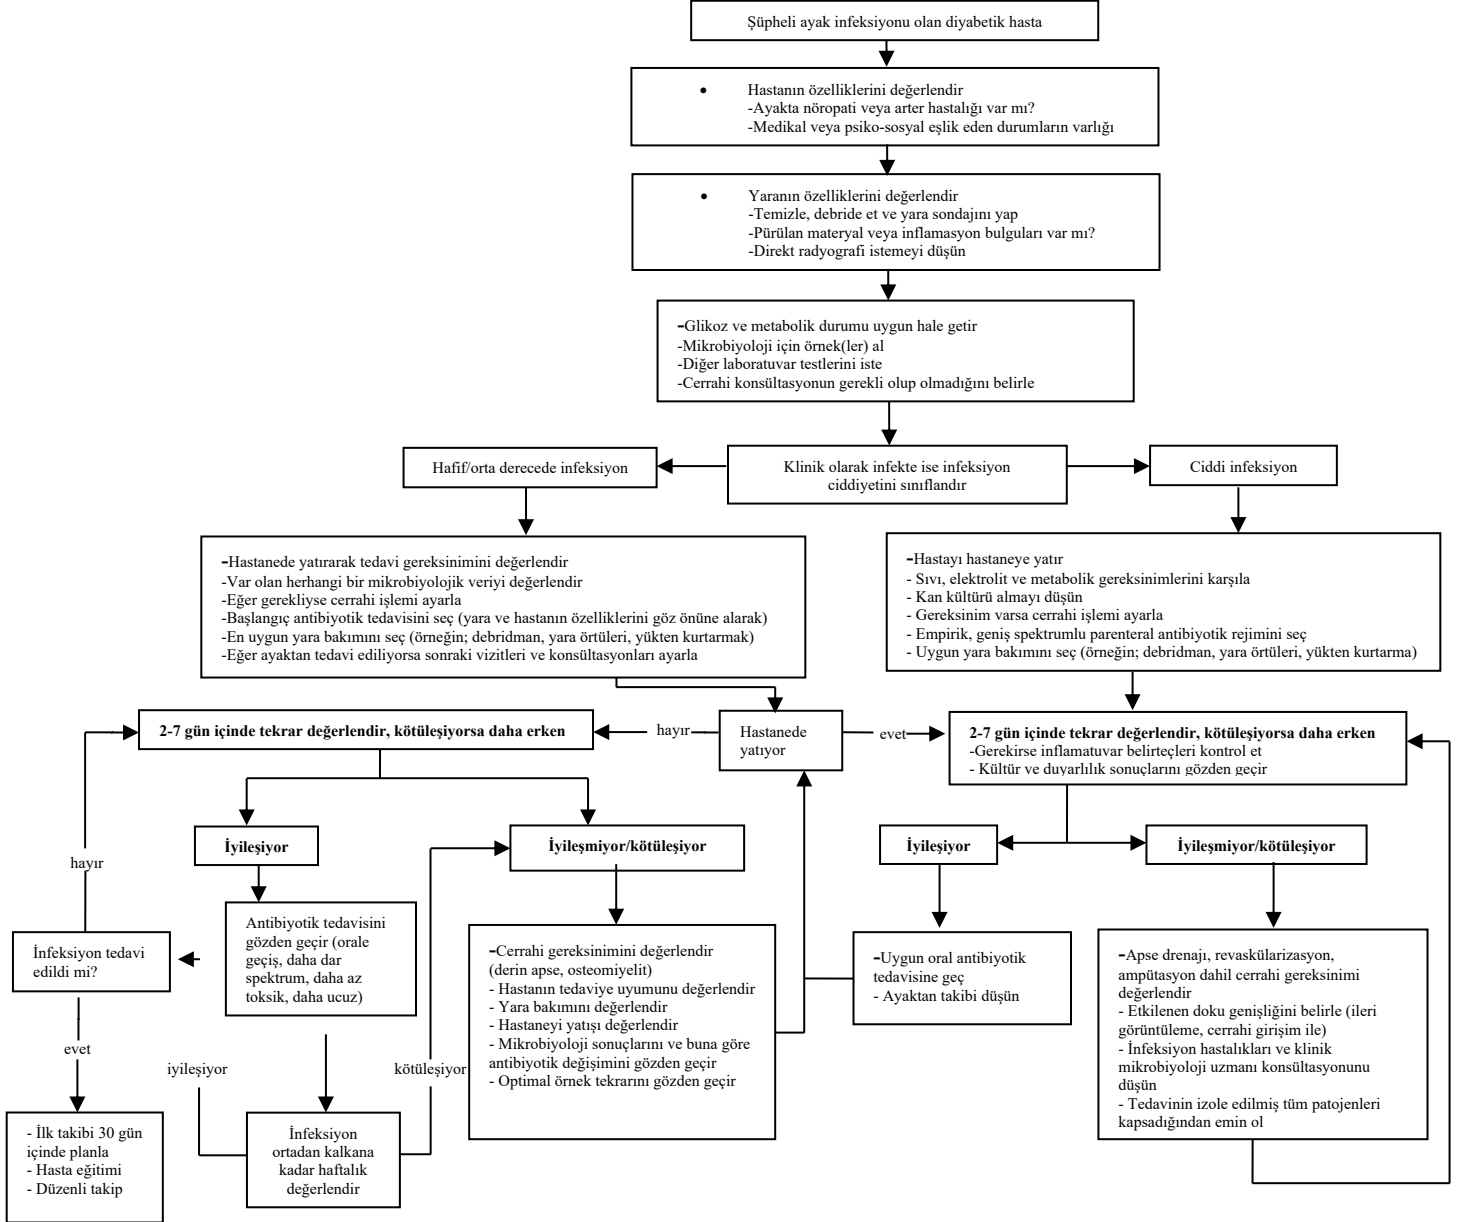 Şüpheli ayak infeksiyonu olan diyabetik hasta
• Hastanın özelliklerini değerlendir
-Ayakta nöropati veya arter hastalığı var mı?
-Medikal veya psiko-sosyal eşlik eden durumların varlığı
• Yaranın özelliklerini değerlendir
-Temizle, debride et ve yara sondajını yap
-Pürülan materyal veya inflamasyon bulguları var mı?
-Direkt radyografi istemeyi düşün
-Glikoz ve metabolik durumu uygun hale getir
-Mikrobiyoloji için örnek(ler) al
-Diğer laboratuvar testlerini iste
-Cerrahi konsültasyonun gerekli olup olmadığını belirle
Hafif/orta derecede infeksiyon
Klinik olarak infekte ise infeksiyon
ciddiyetini sınıflandır
Ciddi infeksiyon
-Hastanede yatırarak tedavi gereksinimini değerlendir
-Var olan herhangi bir mikrobiyolojik veriyi değerlendir
-Eğer gerekliyse cerrahi işlemi ayarla
-Başlangıç antibiyotik tedavisini seç (yara ve hastanın özelliklerini göz önüne alarak)
-En uygun yara bakımını seç (örneğin; debridman, yara örtüleri, yükten kurtarmak)
-Eğer ayaktan tedavi ediliyorsa sonraki vizitleri ve konsültasyonları ayarla
-Hastayı hastaneye yatır
- Sıvı, elektrolit ve metabolik gereksinimlerini karşıla
- Kan kültürü almayı düşün
- Gereksinim varsa cerrahi işlemi ayarla
- Empirik, geniş spektrumlu parenteral antibiyotik rejimini seç
- Uygun yara bakımını seç (örneğin; debridman, yara örtüleri, yükten kurtarma)
2-7 gün içinde tekrar değerlendir, kötüleşiyorsa daha erken
hayır
Hastanede
yatıyor
evet
2-7 gün içinde tekrar değerlendir, kötüleşiyorsa daha erken
-Gerekirse inflamatuvar belirteçleri kontrol et
- Kültür ve duyarlılık sonuçlarını gözden geçir
İyileşiyor
İyileşmiyor/kötüleşiyor
İyileşiyor
İyileşmiyor/kötüleşiyor
hayır
İnfeksiyon tedavi
edildi mi?
Antibiyotik tedavisini
gözden geçir (orale
geçiş, daha dar
spektrum, daha az
toksik, daha ucuz)
-Cerrahi gereksinimini değerlendir
(derin apse, osteomiyelit)
- Hastanın tedaviye uyumunu değerlendir
- Yara bakımını değerlendir
- Hastaneyi yatışı değerlendir
- Mikrobiyoloji sonuçlarını ve buna göre
antibiyotik değişimini gözden geçir
- Optimal örnek tekrarını gözden geçir
-Uygun oral antibiyotik
tedavisine geç
- Ayaktan takibi düşün
-Apse drenajı, revaskülarizasyon,
ampütasyon dahil cerrahi gereksinimi
değerlendir
- Etkilenen doku genişliğini belirle (ileri
görüntüleme, cerrahi girişim ile)
- İnfeksiyon hastalıkları ve klinik
mikrobiyoloji uzmanı konsültasyonunu
düşün
- Tedavinin izole edilmiş tüm patojenleri
kapsadığından emin ol
evet
iyileşiyor
kötüleşiyor
- İlk takibi 30 gün
içinde planla
- Hasta eğitimi
- Düzenli takip
İnfeksiyon
ortadan kalkana
kadar haftalık
değerlendir